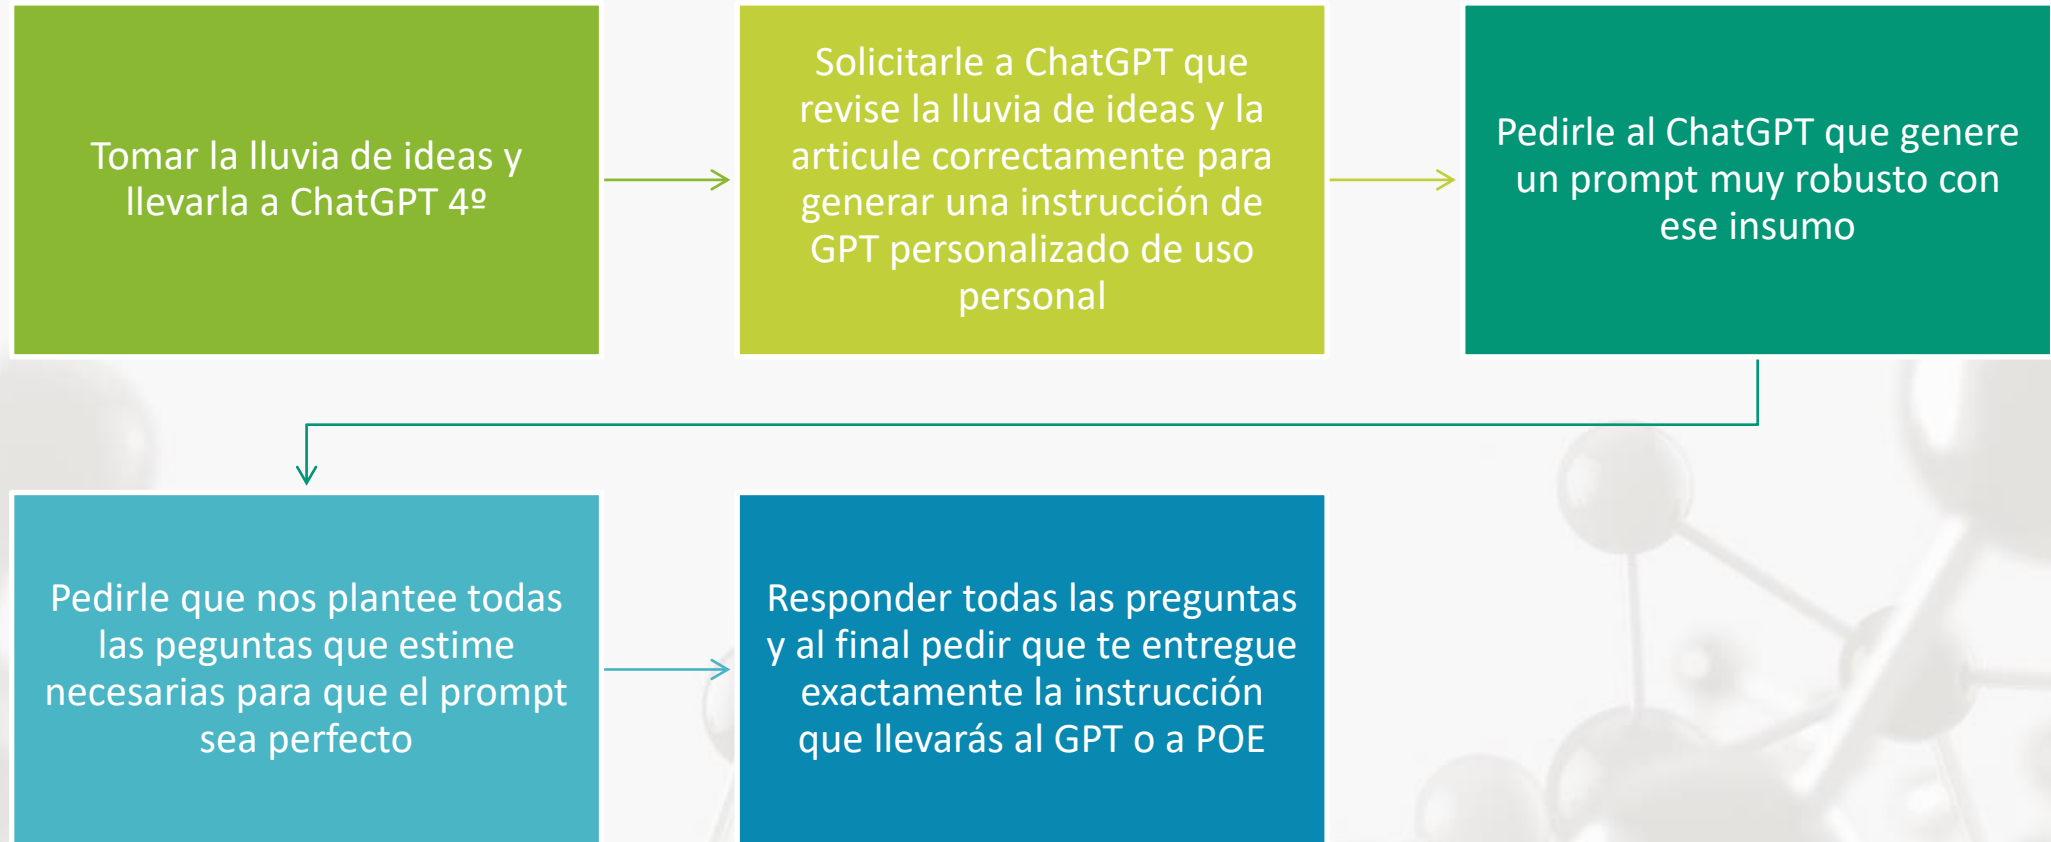 Tomar la lluvia de ideas y
llevarla a ChatGPT 4º
Solicitarle a ChatGPT que
revise la lluvia de ideas y la
articule correctamente para
generar una instrucción de
GPT personalizado de uso
personal
Pedirle al ChatGPT que genere
un prompt muy robusto con
ese insumo
Pedirle que nos plantee todas
las peguntas que estime
necesarias para que el prompt
sea perfecto
Responder todas las preguntas
y al final pedir que te entregue
exactamente la instrucción
que llevarás al GPT o a POE